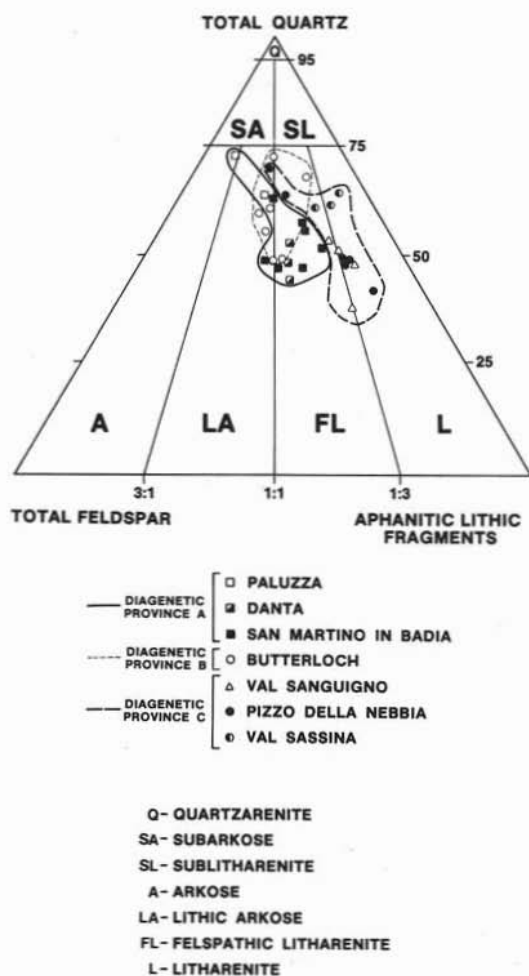 TOTAL QUARTZ
Q
95
SA SL
75
50
25
A LA FL L
3:1 1:1 1:3
TOTAL FELDSPAR
APHANITIC LITHIC
FRAGMENTS
DIAGENETIC
PROVINCE A
PALUZZA
DANTA
SAN MARTINO IN BADIA
DIAGENETIC
PROVINCE B
BUTTERLOCH
DIAGENETIC
PROVINCE C
VAL SANGUIGNO
PIZZO DELLA NEBBIA
VAL SASSINA
Q- QUARTZARENITE
SA- SUBARKOSE
SL- SUBLITHARENITE
A- ARKOSE
LA- LITHIC ARKOSE
FL- FELSPATHIC LITHARENITE
L- LITHARENITE